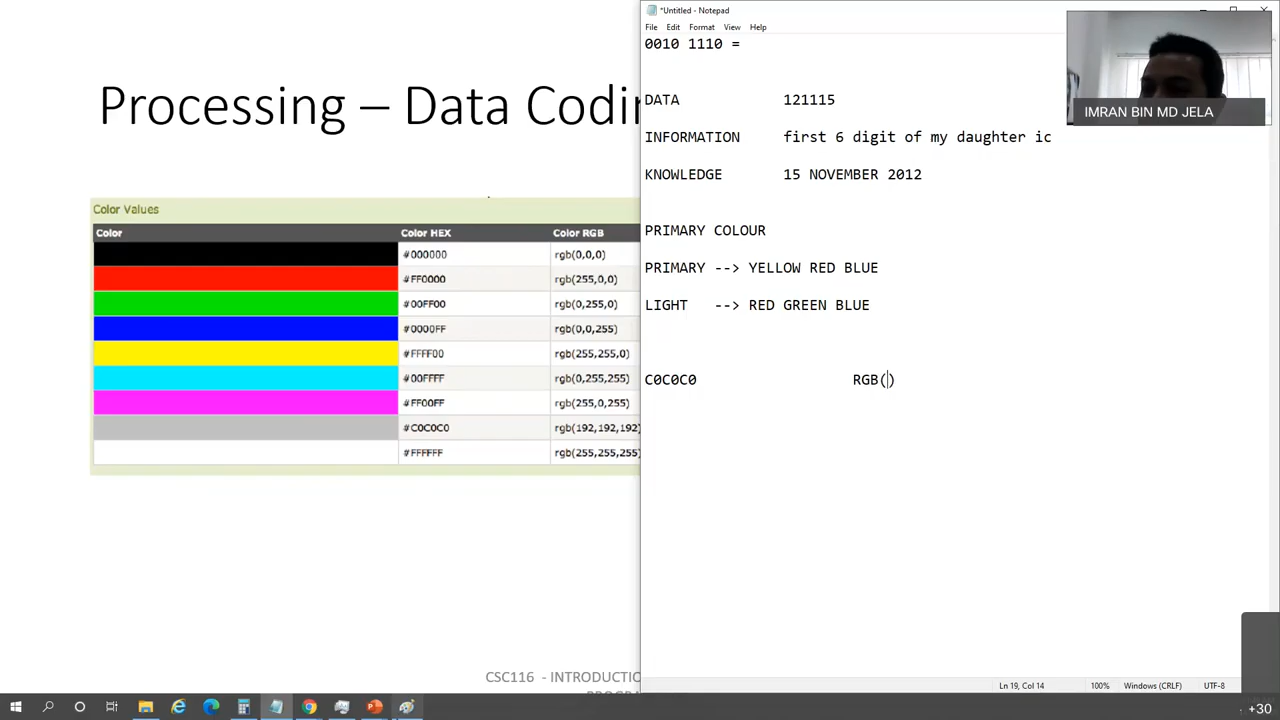 *Untitled - Notepad
File Edit Format View Help
0010 1110 =
DATA 121115
INFORMATION first 6 digit of my daughter ic
KNOWLEDGE 15 NOVEMBER 2012
PRIMARY COLOUR
PRIMARY --> YELLOW RED BLUE
LIGHT --> RED GREEN BLUE
C0C0C0 RGB()
Ln 19, Col 14 100% Windows (CRLF) UTF-8
IMRAN BIN MD JELA
Processing – Data Codin
Color Values
Color Color HEX Color RGB
#000000 rgb(0,0,0)
#FF0000 rgb(255,0,0)
#00FF00 rgb(0,255,0)
#0000FF rgb(0,0,255)
#FFFF00 rgb(255,255,0)
#00FFFF rgb(0,255,255)
#FF00FF rgb(255,0,255)
#C0C0C0 rgb(192,192,192)
#FFFFFF rgb(255,255,255)
CSC116 - INTRODUCTIO
+30